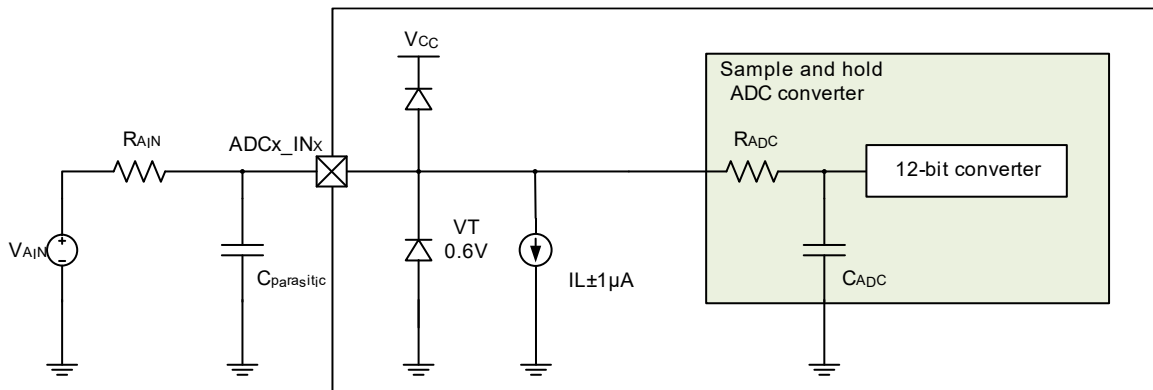 VCC
Sample and hold
ADC converter
RAIN
ADCx_INx
RADC
12-bit converter
VT
0.6V
VAIN
Cparasitic
IL±1µA
CADC